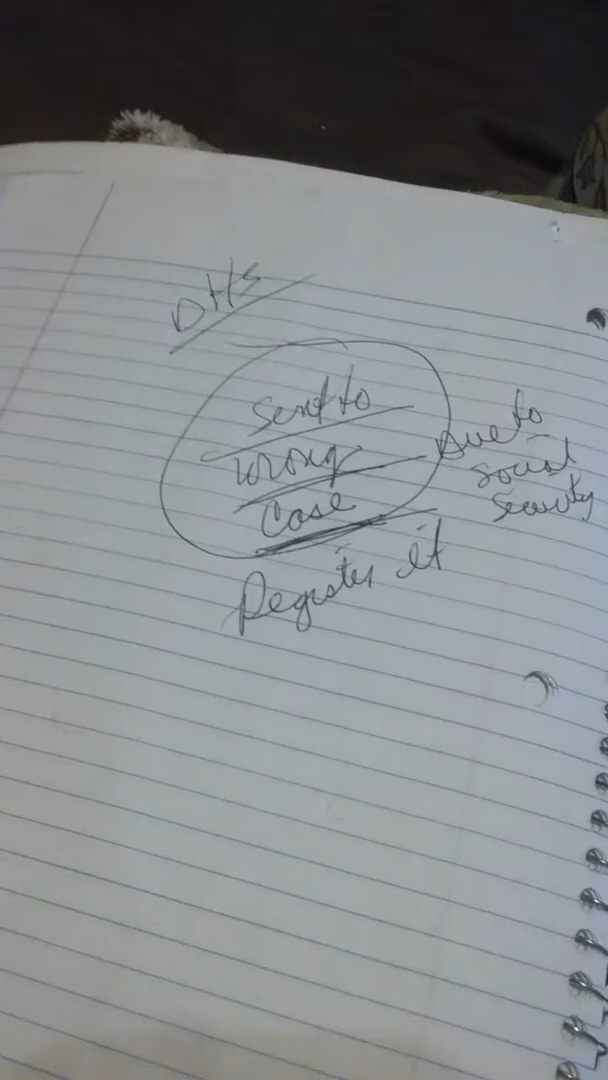 DHS
Sent to
wrong
Case
Due to
Social
Security
Register it